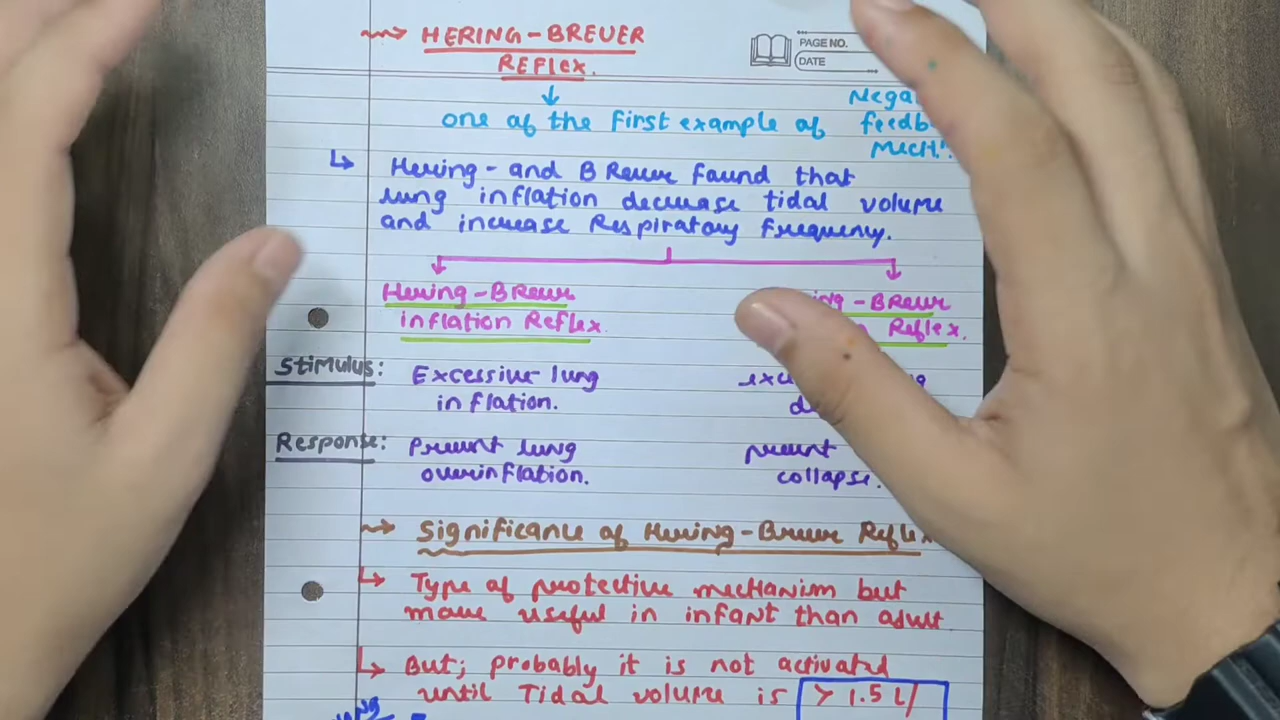 HERING-BREUER
REFlex.
PAGE NO.
DATE
one of the first example of
Hering-and BReuer found that
lung inflation decrease tidal volume
and increase Respiratory frequency.
Hering-BReuer
inflation Reflex.
-BReuer
Reflex.
Stimulus:
Excessive lung
inflation.
Response:
Prevent lung
overinflation.
prevent
collapse.
Significance of Hering-Breuer Reflex
Type of protective mechanism but
more useful in infant than adult
But; probably it is not activated
until Tidal volume is > 1.5 L/